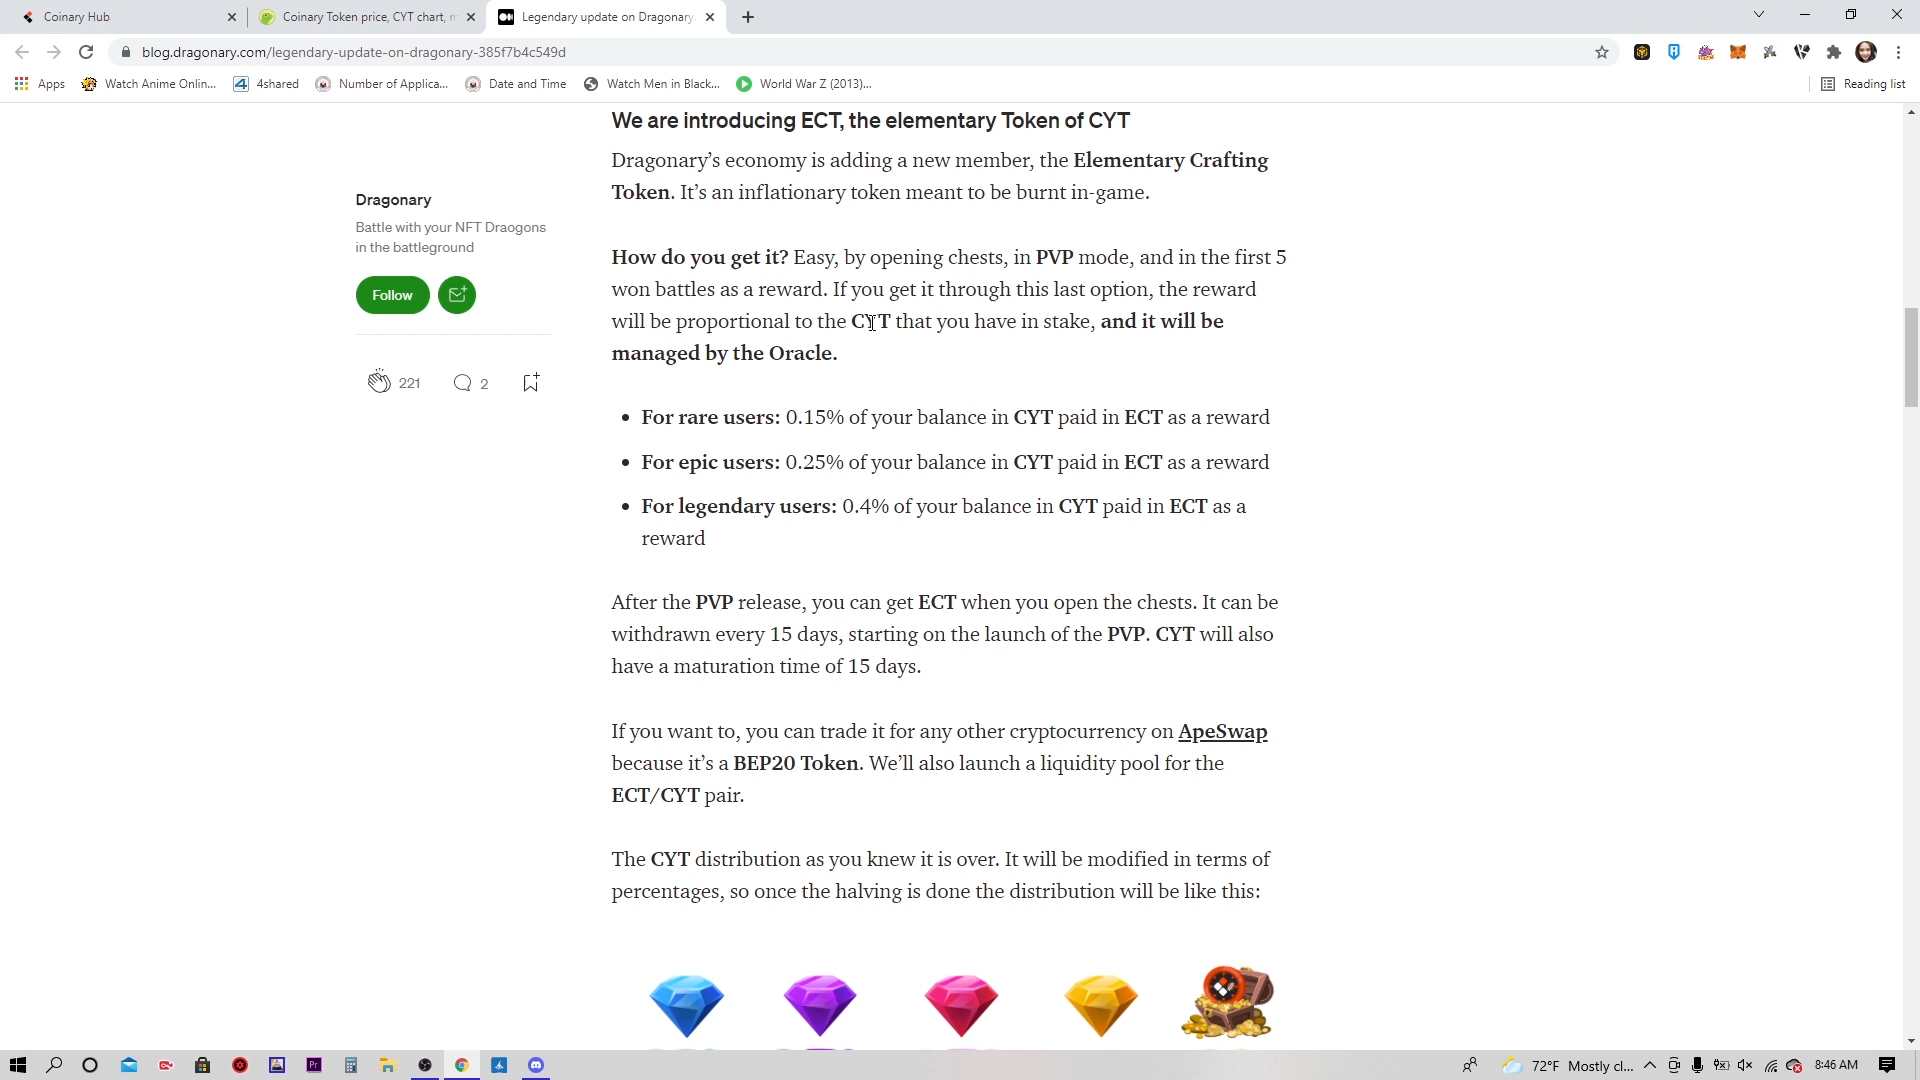 Coinary Hub
Coinary Token price, CYT chart, m
Legendary update on Dragonary
blog.dragonary.com/legendary-update-on-dragonary-385f7b4c549d
Apps
Watch Anime Onlin...
4shared
Number of Applica...
Date and Time
Watch Men in Black...
World War Z (2013)...
Reading list
We are introducing ECT, the elementary Token of CYT
Dragonary’s economy is adding a new member, the Elementary Crafting
Token. It’s an inflationary token meant to be burnt in-game.
Dragonary
Battle with your NFT Draogons
in the battleground
Follow
221
2
How do you get it? Easy, by opening chests, in PVP mode, and in the first 5
won battles as a reward. If you get it through this last option, the reward
will be proportional to the CYT that you have in stake, and it will be
managed by the Oracle.
• For rare users: 0.15% of your balance in CYT paid in ECT as a reward
• For epic users: 0.25% of your balance in CYT paid in ECT as a reward
• For legendary users: 0.4% of your balance in CYT paid in ECT as a
reward
After the PVP release, you can get ECT when you open the chests. It can be
withdrawn every 15 days, starting on the launch of the PVP. CYT will also
have a maturation time of 15 days.
If you want to, you can trade it for any other cryptocurrency on ApeSwap
because it’s a BEP20 Token. We’ll also launch a liquidity pool for the
ECT/CYT pair.
The CYT distribution as you knew it is over. It will be modified in terms of
percentages, so once the halving is done the distribution will be like this:
Pr
72°F Mostly cl...
8:46 AM